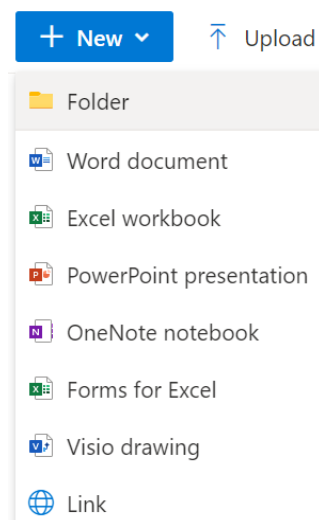 New Upload
Folder
Word document
Excel workbook
PowerPoint presentation
OneNote notebook
Forms for Excel
Visio drawing
Link